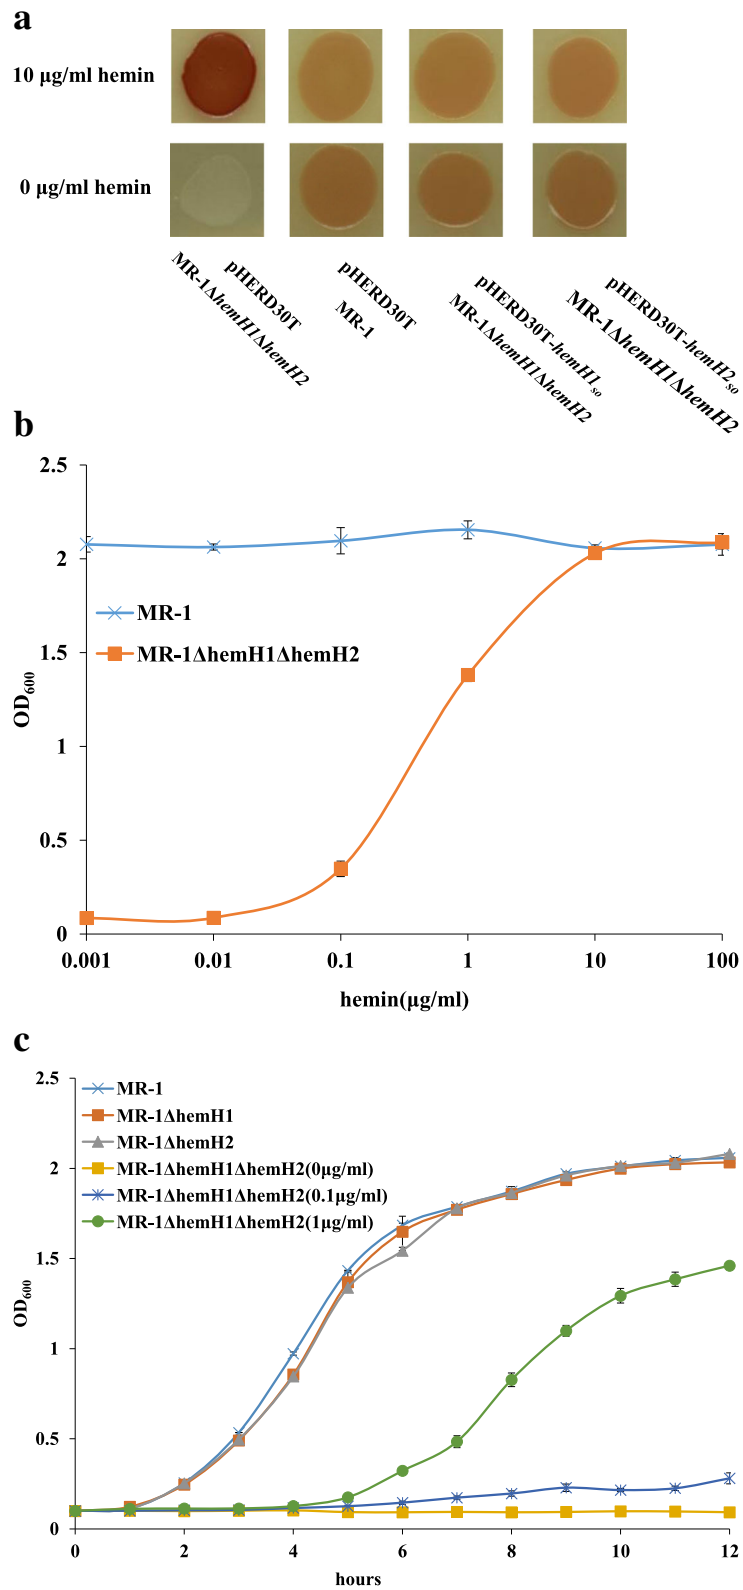 a
10 μg/ml hemin
0 μg/ml hemin
pHERD30T
MR-1ΔhemH1ΔhemH2
pHERD30T
MR-1
pHERD30T-hemH1so
MR-1ΔhemH1ΔhemH2
pHERD30T-hemH2so
MR-1ΔhemH1ΔhemH2
b
2.5
2
1.5
1
0.5
0
OD600
MR-1
MR-1ΔhemH1ΔhemH2
0.001 0.01 0.1 1 10 100
hemin(μg/ml)
c
2.5
2
1.5
1
0.5
0
OD600
MR-1
MR-1ΔhemH1
MR-1ΔhemH2
MR-1ΔhemH1ΔhemH2(0μg/ml)
MR-1ΔhemH1ΔhemH2(0.1μg/ml)
MR-1ΔhemH1ΔhemH2(1μg/ml)
0 2 4 6 8 10 12
hours